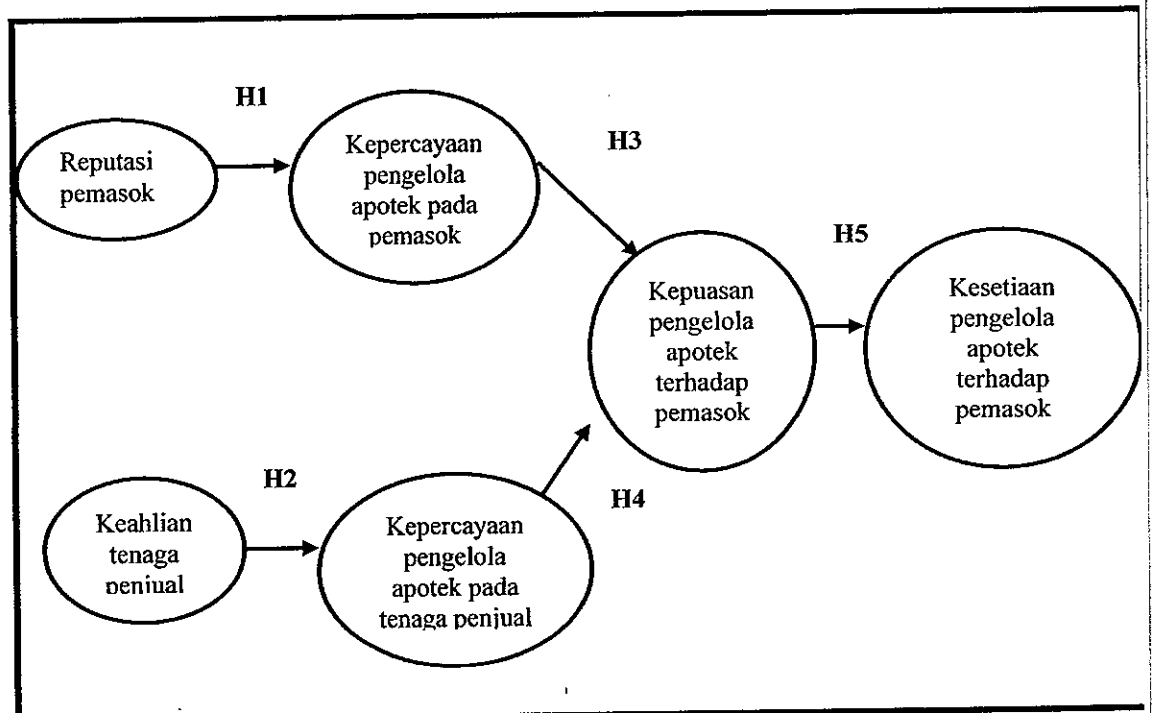 H1
Reputasi
pemasok
Kepercayaan
pengelola
apotek pada
pemasok
H3
Kepuasan
pengelola
apotek
terhadap
pemasok
H5
Kesetiaan
pengelola
apotek
terhadap
pemasok
H2
Keahlian
tenaga
penjual
Kepercayaan
pengelola
apotek pada
tenaga penjual
H4